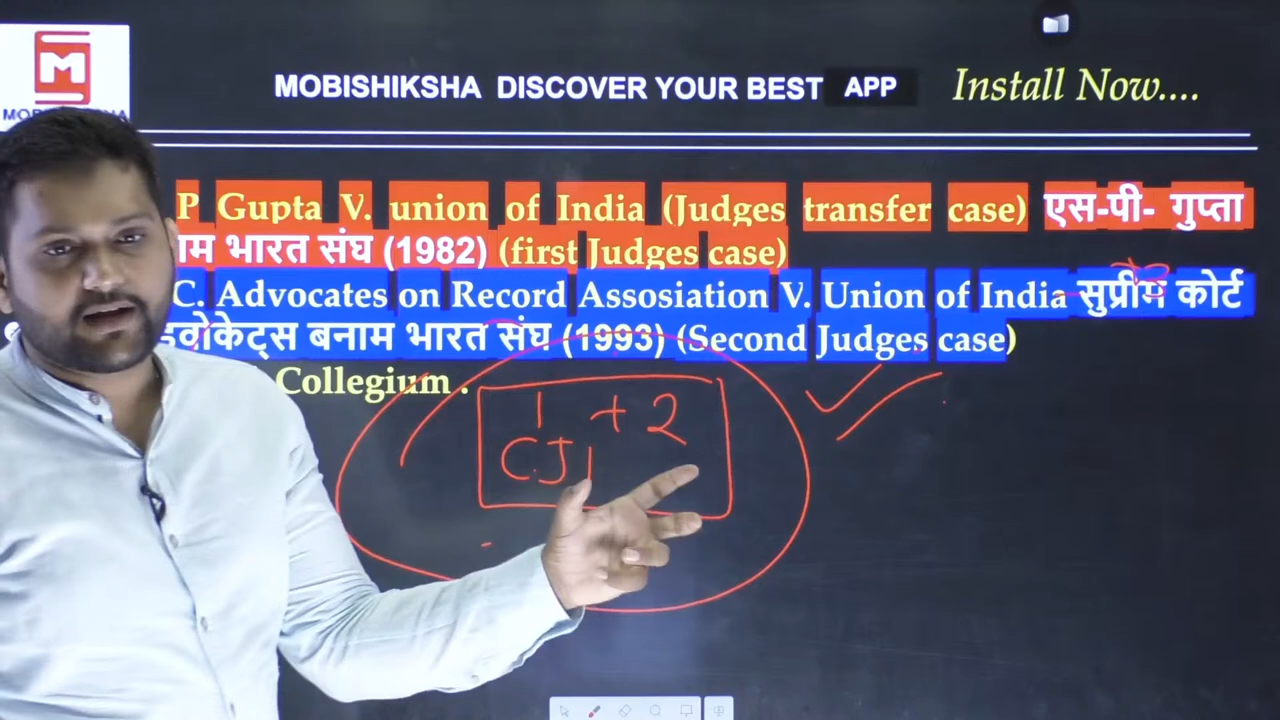 M
MOBISHIKSHA DISCOVER YOUR BEST APP Install Now....
P Gupta V. union of India (Judges transfer case) एस-पी- गुप्ता
नाम भारत संघ (1982) (first Judges case)
C. Advocates on Record Assosiation V. Union of India सुप्रीम कोर्ट
बनाम भारत संघ (1993) (Second Judges case)
Collegium .
1 + 2
CJI